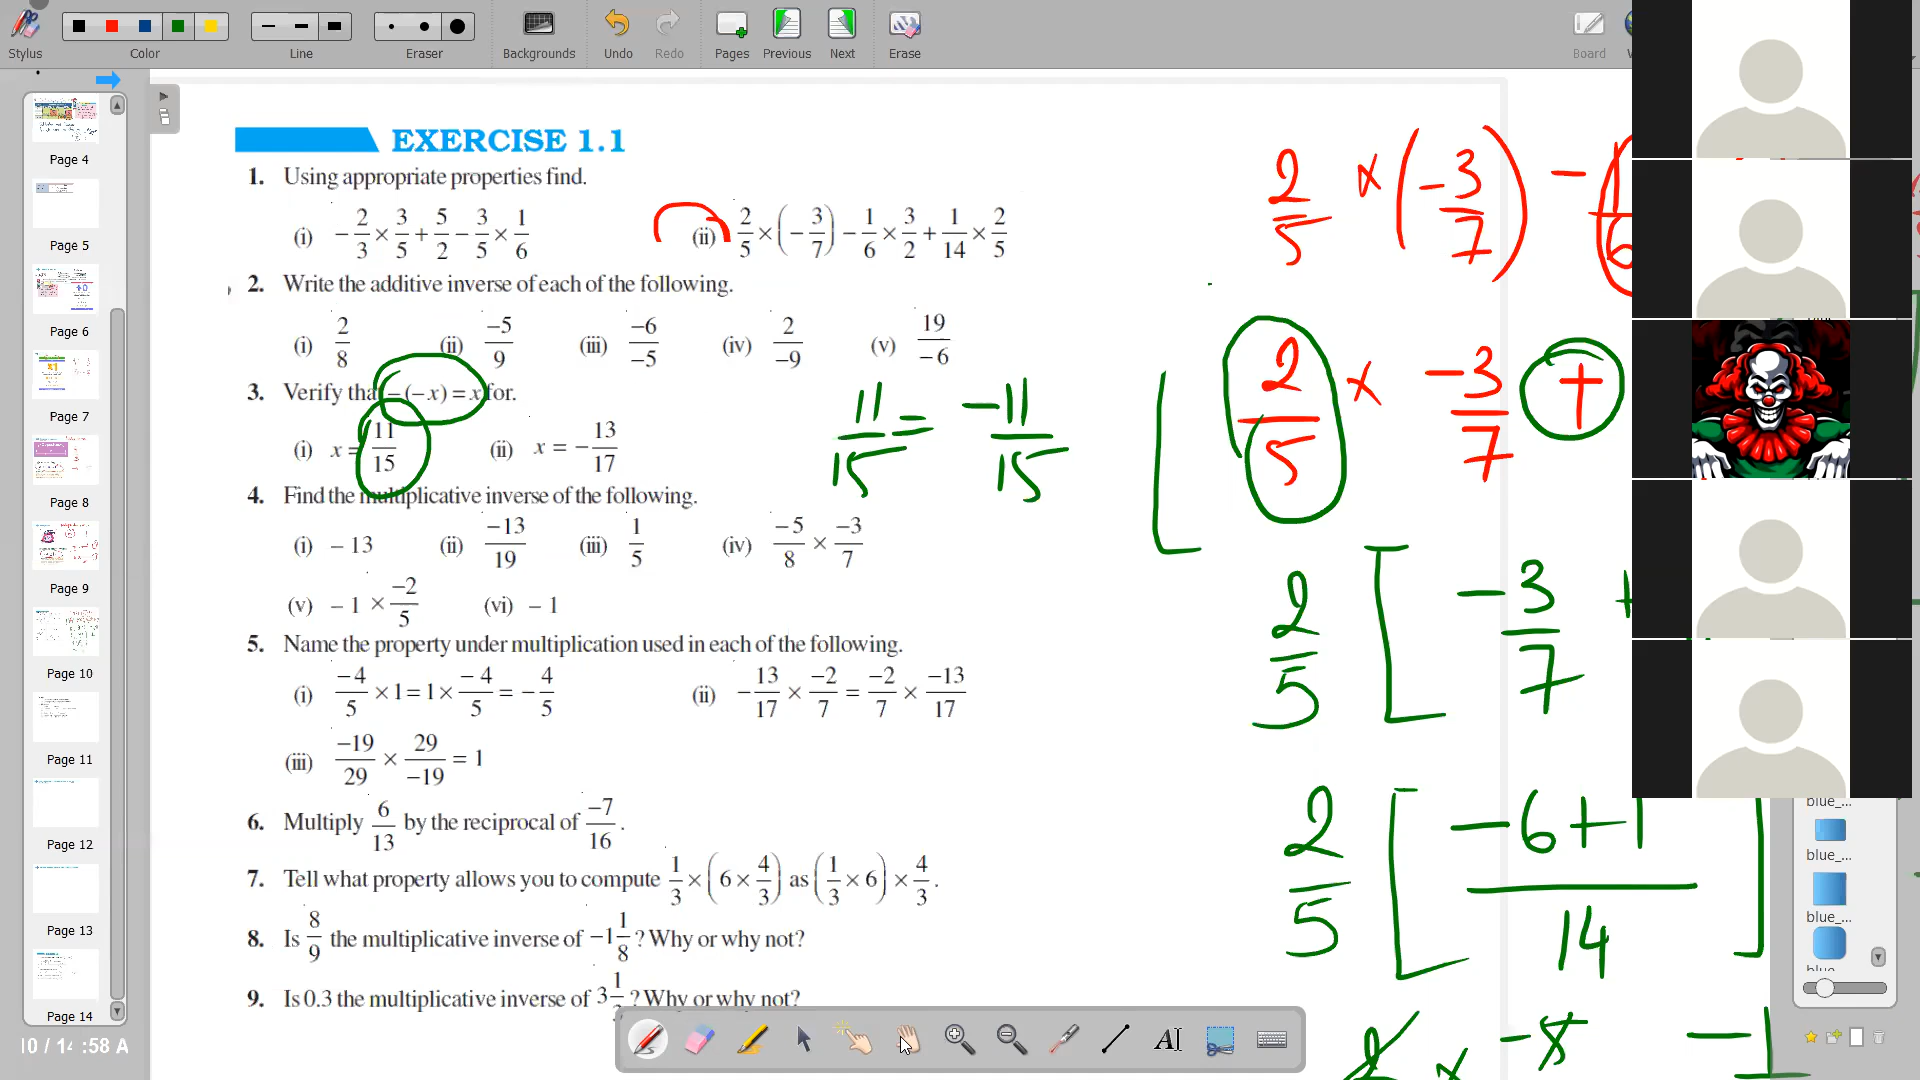 Stylus Color Line Eraser Backgrounds Undo Redo Pages Previous Next Erase Board
Page 4
Page 5
Page 6
Page 7
Page 8
Page 9
Page 10
Page 11
Page 12
Page 13
Page 14
EXERCISE 1.1
1. Using appropriate properties find.
(i) −2/3 × 3/5 + 5/2 − 3/5 × 1/6 (ii) 2/5 × (−3/7) − 1/6 × 3/2 + 1/14 × 2/5
2. Write the additive inverse of each of the following.
(i) 2/8 (ii) −5/9 (iii) −6/−5 (iv) 2/−9 (v) 19/−6
3. Verify that −(−x) = x for.
(i) x = 11/15 (ii) x = −13/17
4. Find the multiplicative inverse of the following.
(i) −13 (ii) −13/19 (iii) 1/5 (iv) −5/8 × −3/7
(v) −1 × −2/5 (vi) −1
5. Name the property under multiplication used in each of the following.
(i) −4/5 × 1 = 1 × −4/5 = −4/5 (ii) −13/17 × −2/7 = −2/7 × −13/17
(iii) −19/29 × 29/−19 = 1
6. Multiply 6/13 by the reciprocal of −7/16.
7. Tell what property allows you to compute 1/3 × (6 × 4/3) as (1/3 × 6) × 4/3.
8. Is 8/9 the multiplicative inverse of −1 1/8? Why or why not?
9. Is 0.3 the multiplicative inverse of 3 1/ ? Why or why not?
11/15 = −11/15
2/5 × (−3/7) − 1/6
[ 2/5 × −3/7 +
2/5 [ −3/7 +
2/5 [ −6+1/14 ]
blue_...
blue_...
blue_...
10 / 14 :58 A